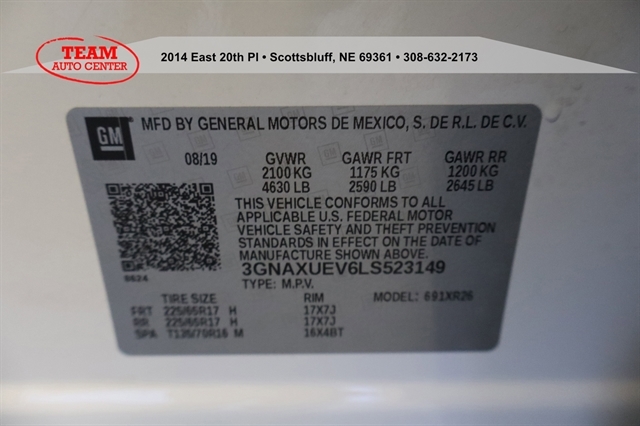 TEAM
AUTO CENTER
2014 East 20th Pl • Scottsbluff, NE 69361 • 308-632-2173
GM
MFD BY GENERAL MOTORS DE MEXICO, S. DE R.L. DE C.V.
08/19 GVWR GAWR FRT GAWR RR
2100 KG 1175 KG 1200 KG
4630 LB 2590 LB 2645 LB
THIS VEHICLE CONFORMS TO ALL
APPLICABLE U.S. FEDERAL MOTOR
VEHICLE SAFETY AND THEFT PREVENTION
STANDARDS IN EFFECT ON THE DATE OF
MANUFACTURE SHOWN ABOVE.
3GNAXUEV6LS523149
8624
TYPE: M.P.V. MODEL: 691XR26
TIRE SIZE RIM
FRT 225/65R17 H 17X7J
RR 225/65R17 H 17X7J
SPA T135/70R16 M 16X4BT